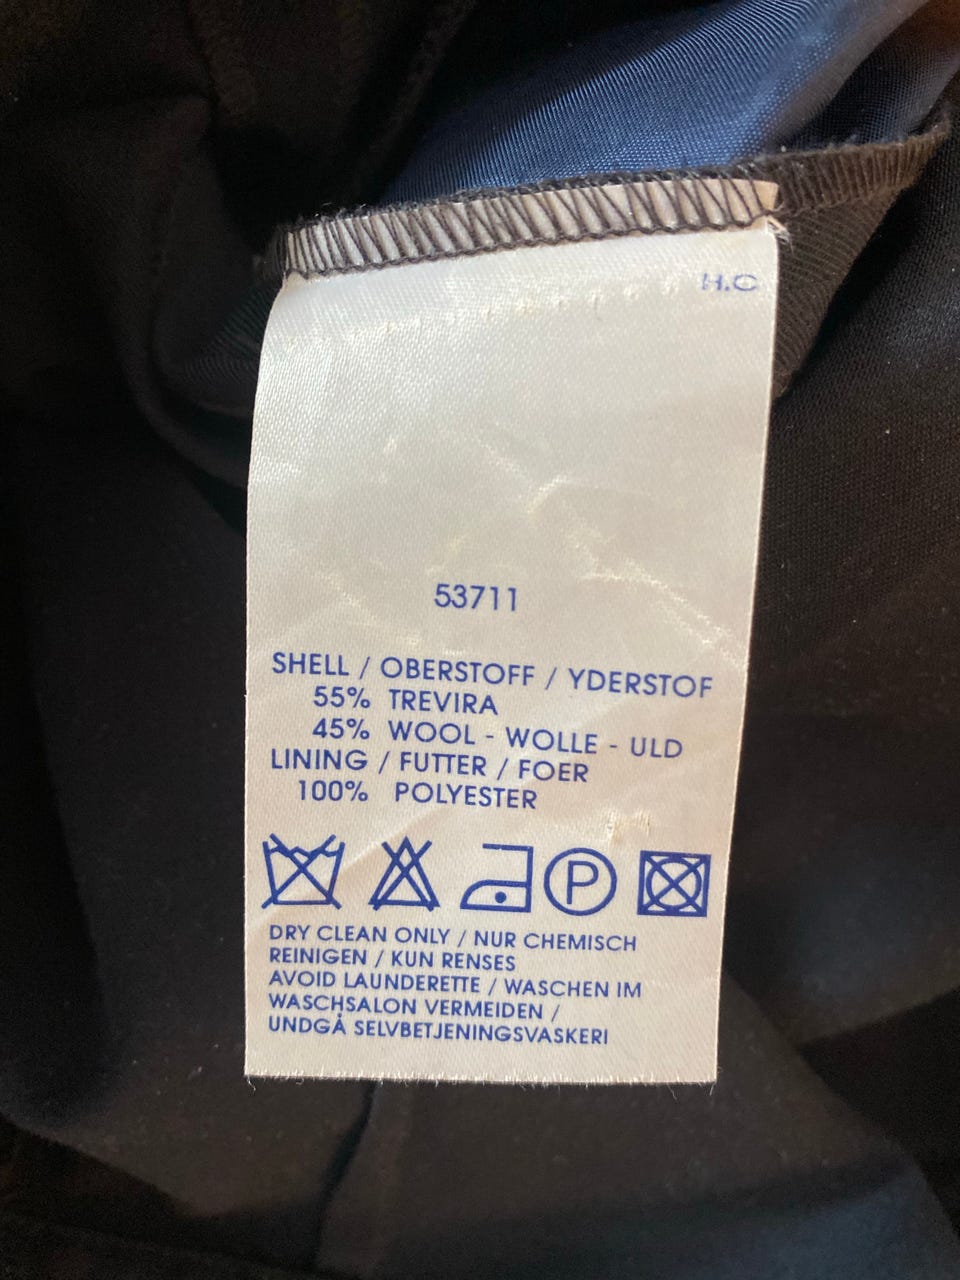 H.C
53711
SHELL / OBERSTOFF / YDERSTOF
55% TREVIRA
45% WOOL - WOLLE - ULD
LINING / FUTTER / FOER
100% POLYESTER
P
DRY CLEAN ONLY / NUR CHEMISCH
REINIGEN / KUN RENSES
AVOID LAUNDERETTE / WASCHEN IM
WASCHSALON VERMEIDEN /
UNDGÅ SELVBETJENINGSVASKERI